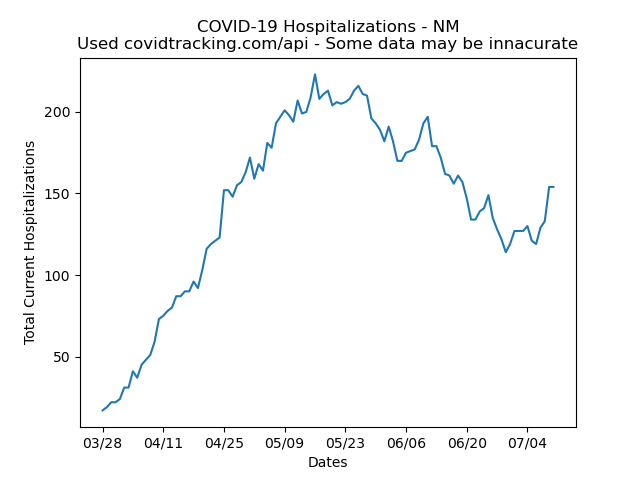 COVID-19 Hospitalizations - NM
Used covidtracking.com/api - Some data may be innacurate
Total Current Hospitalizations
200
150
100
50
03/28 04/11 04/25 05/09 05/23 06/06 06/20 07/04
Dates